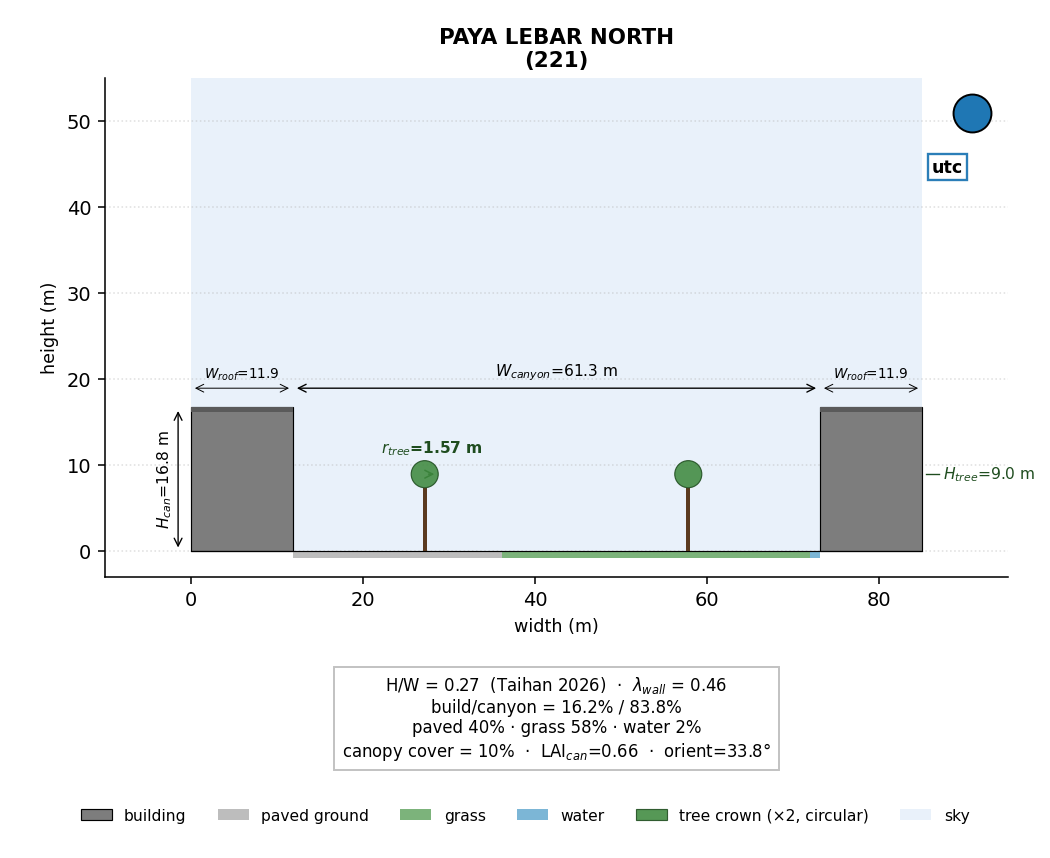 PAYA LEBAR NORTH
(221)
50
40
30
20
10
0
height (m)
utc
W_roof=11.9
W_canyon=61.3 m
W_roof=11.9
H_can=16.8 m
r_tree=1.57 m
H_tree=9.0 m
0 20 40 60 80
width (m)
H/W = 0.27 (Taihan 2026) · λ_wall = 0.46
build/canyon = 16.2% / 83.8%
paved 40% · grass 58% · water 2%
canopy cover = 10% · LAI_can=0.66 · orient=33.8°
building paved ground grass water tree crown (×2, circular) sky